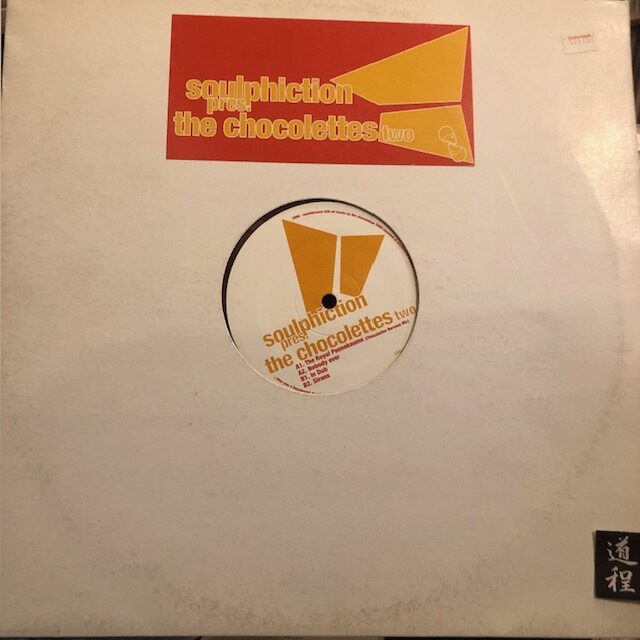 soulphiction
pres.
the chocolettes two
soulphiction
pres.
the chocolettes two
A1. The Royal Pennekaums
A2. Nobody ever
B1. In Dub
B2. Sirens
道
程